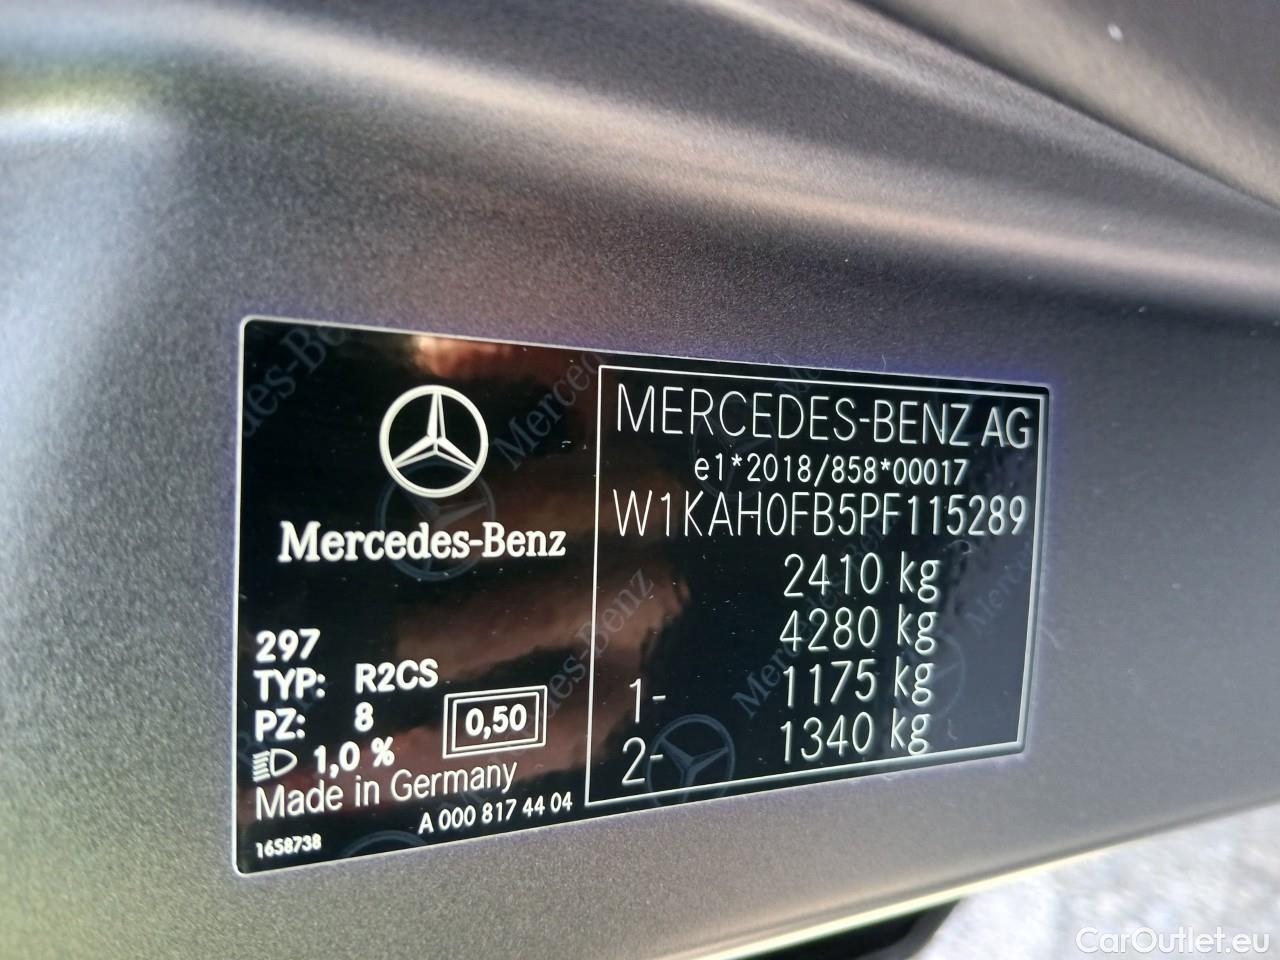 Mercedes-Benz
297
TYP: R2CS
PZ: 8
1,0 %
0,50
Made in Germany
A 000 817 44 04
1658738
MERCEDES-BENZ AG
e1*2018/858*00017
W1KAH0FB5PF115289
2410 kg
4280 kg
1- 1175 kg
2- 1340 kg
CarOutlet.eu